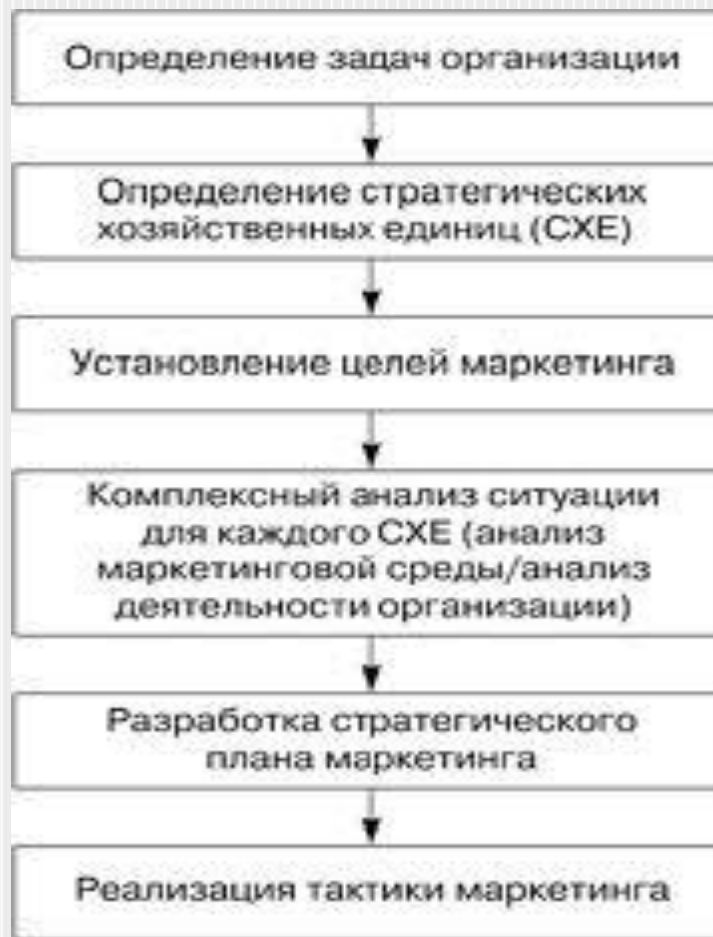 Определение задач организации
Определение стратегических
хозяйственных единиц (СХЕ)
Установление целей маркетинга
Комплексный анализ ситуации
для каждого СХЕ (анализ
маркетинговой среды/анализ
деятельности организации)
Разработка стратегического
плана маркетинга
Реализация тактики маркетинга